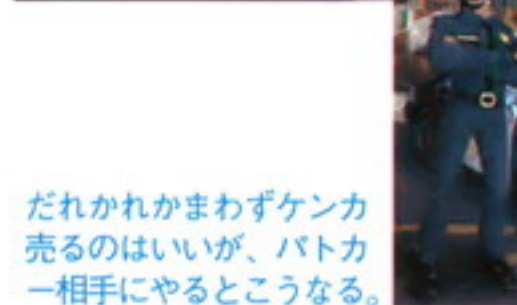 だれかれかまわずケンカ
売るのはいいが、パトカ
ー相手にやるとこうなる。